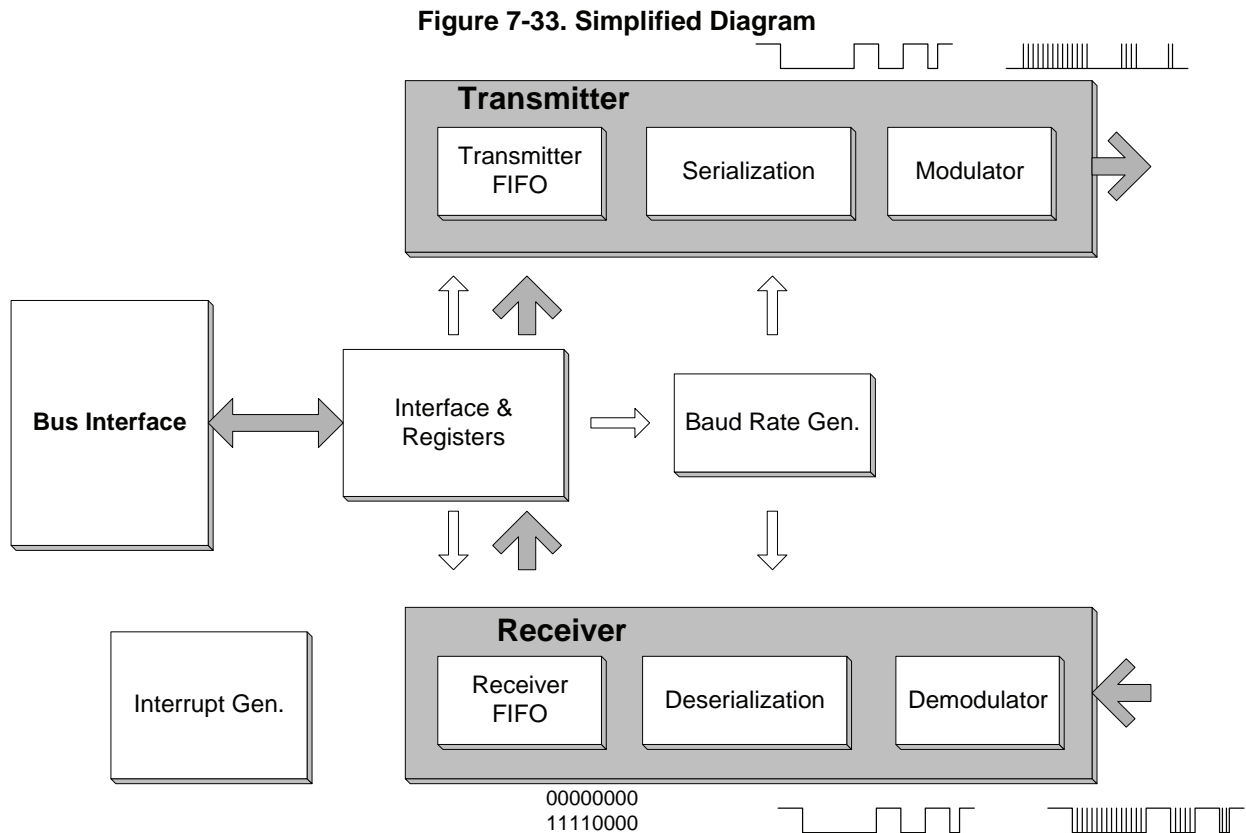 Figure 7-33. Simplified Diagram
Transmitter
Transmitter
FIFO
Serialization
Modulator
Bus Interface
Interface &
Registers
Baud Rate Gen.
Receiver
Receiver
FIFO
Deserialization
Demodulator
Interrupt Gen.
00000000
11110000